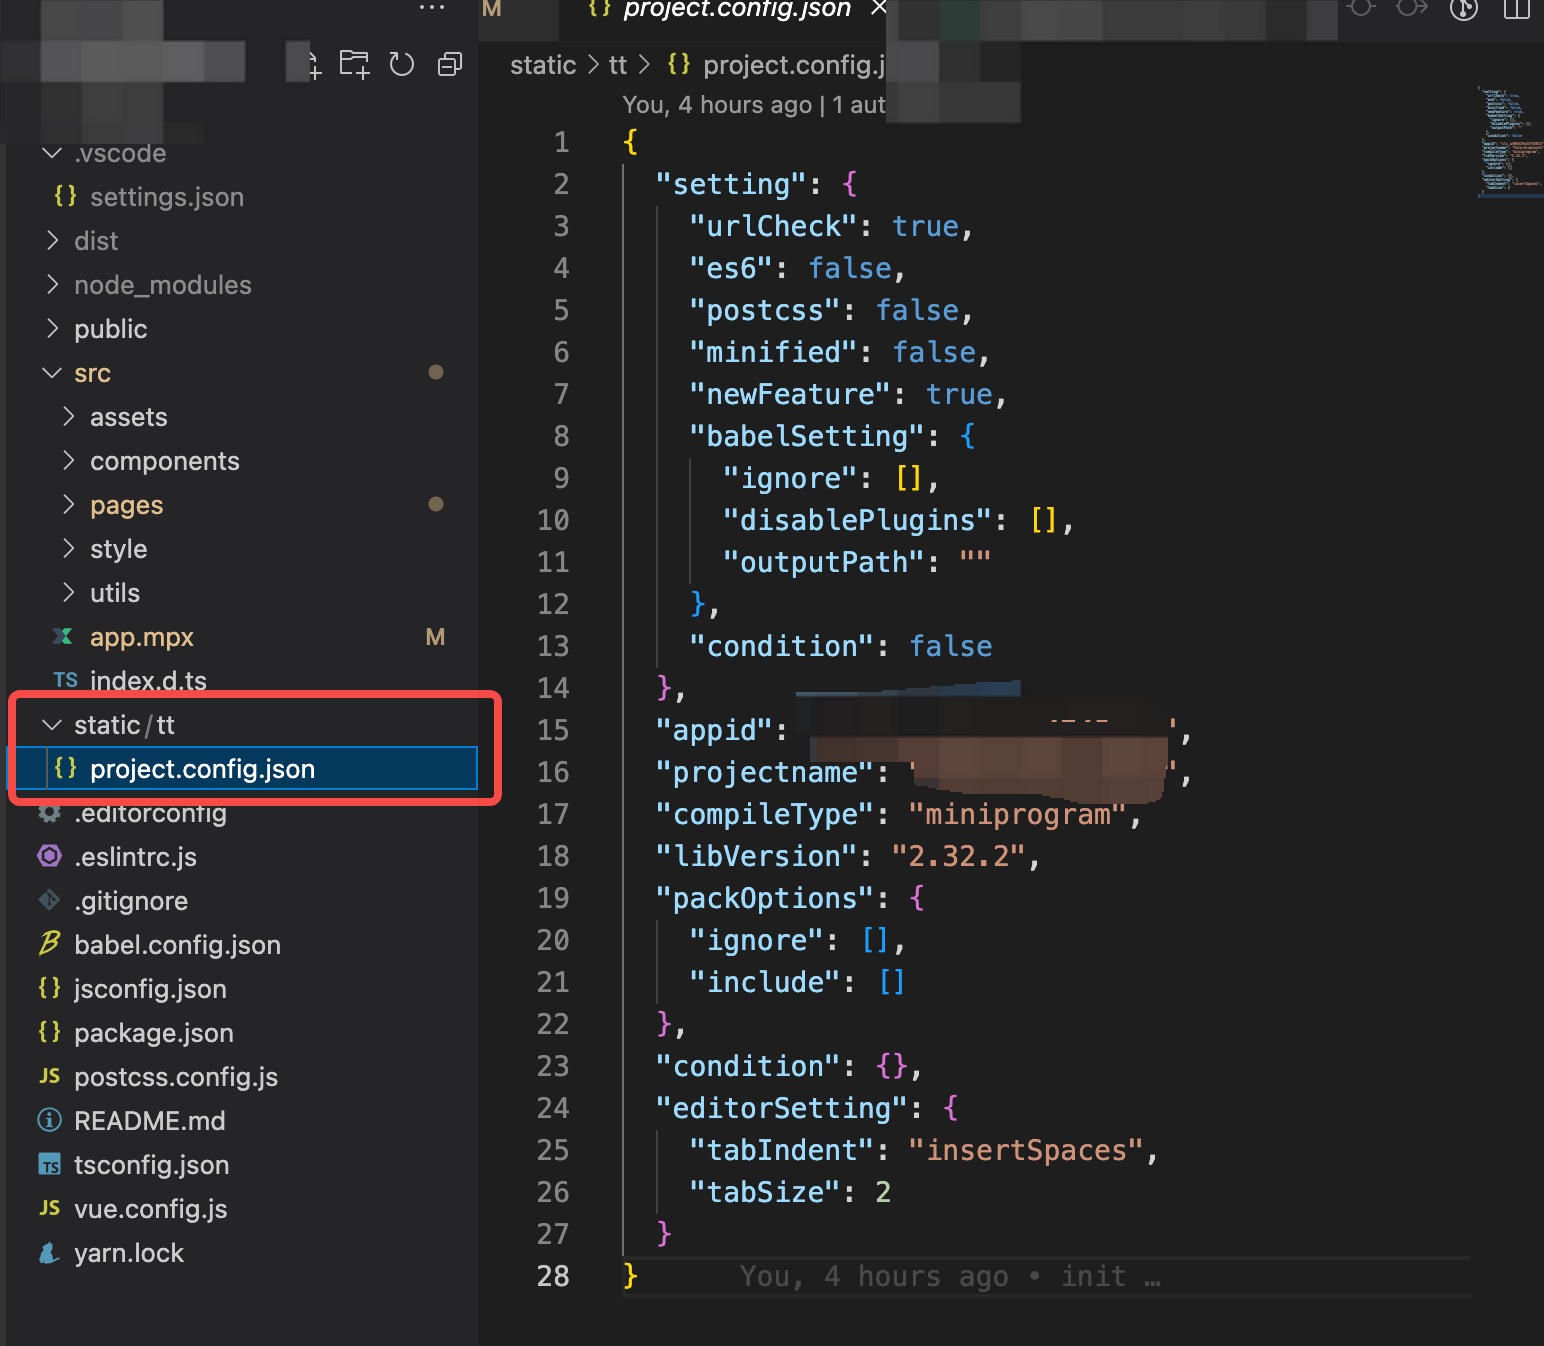 M
{} project.config.json ×
static > tt > {} project.config.j
You, 4 hours ago | 1 aut
.vscode
{} settings.json
dist
node_modules
public
src
assets
components
pages
style
utils
app.mpx M
TS index.d.ts
static/tt
{} project.config.json
.editorconfig
.eslintrc.js
.gitignore
babel.config.json
{} jsconfig.json
{} package.json
JS postcss.config.js
README.md
TS tsconfig.json
JS vue.config.js
yarn.lock
1 {
2 "setting": {
3 "urlCheck": true,
4 "es6": false,
5 "postcss": false,
6 "minified": false,
7 "newFeature": true,
8 "babelSetting": {
9 "ignore": [],
10 "disablePlugins": [],
11 "outputPath": ""
12 },
13 "condition": false
14 },
15 "appid": ",
16 "projectname": ",
17 "compileType": "miniprogram",
18 "libVersion": "2.32.2",
19 "packOptions": {
20 "ignore": [],
21 "include": []
22 },
23 "condition": {},
24 "editorSetting": {
25 "tabIndent": "insertSpaces",
26 "tabSize": 2
27 }
28 } You, 4 hours ago • init …